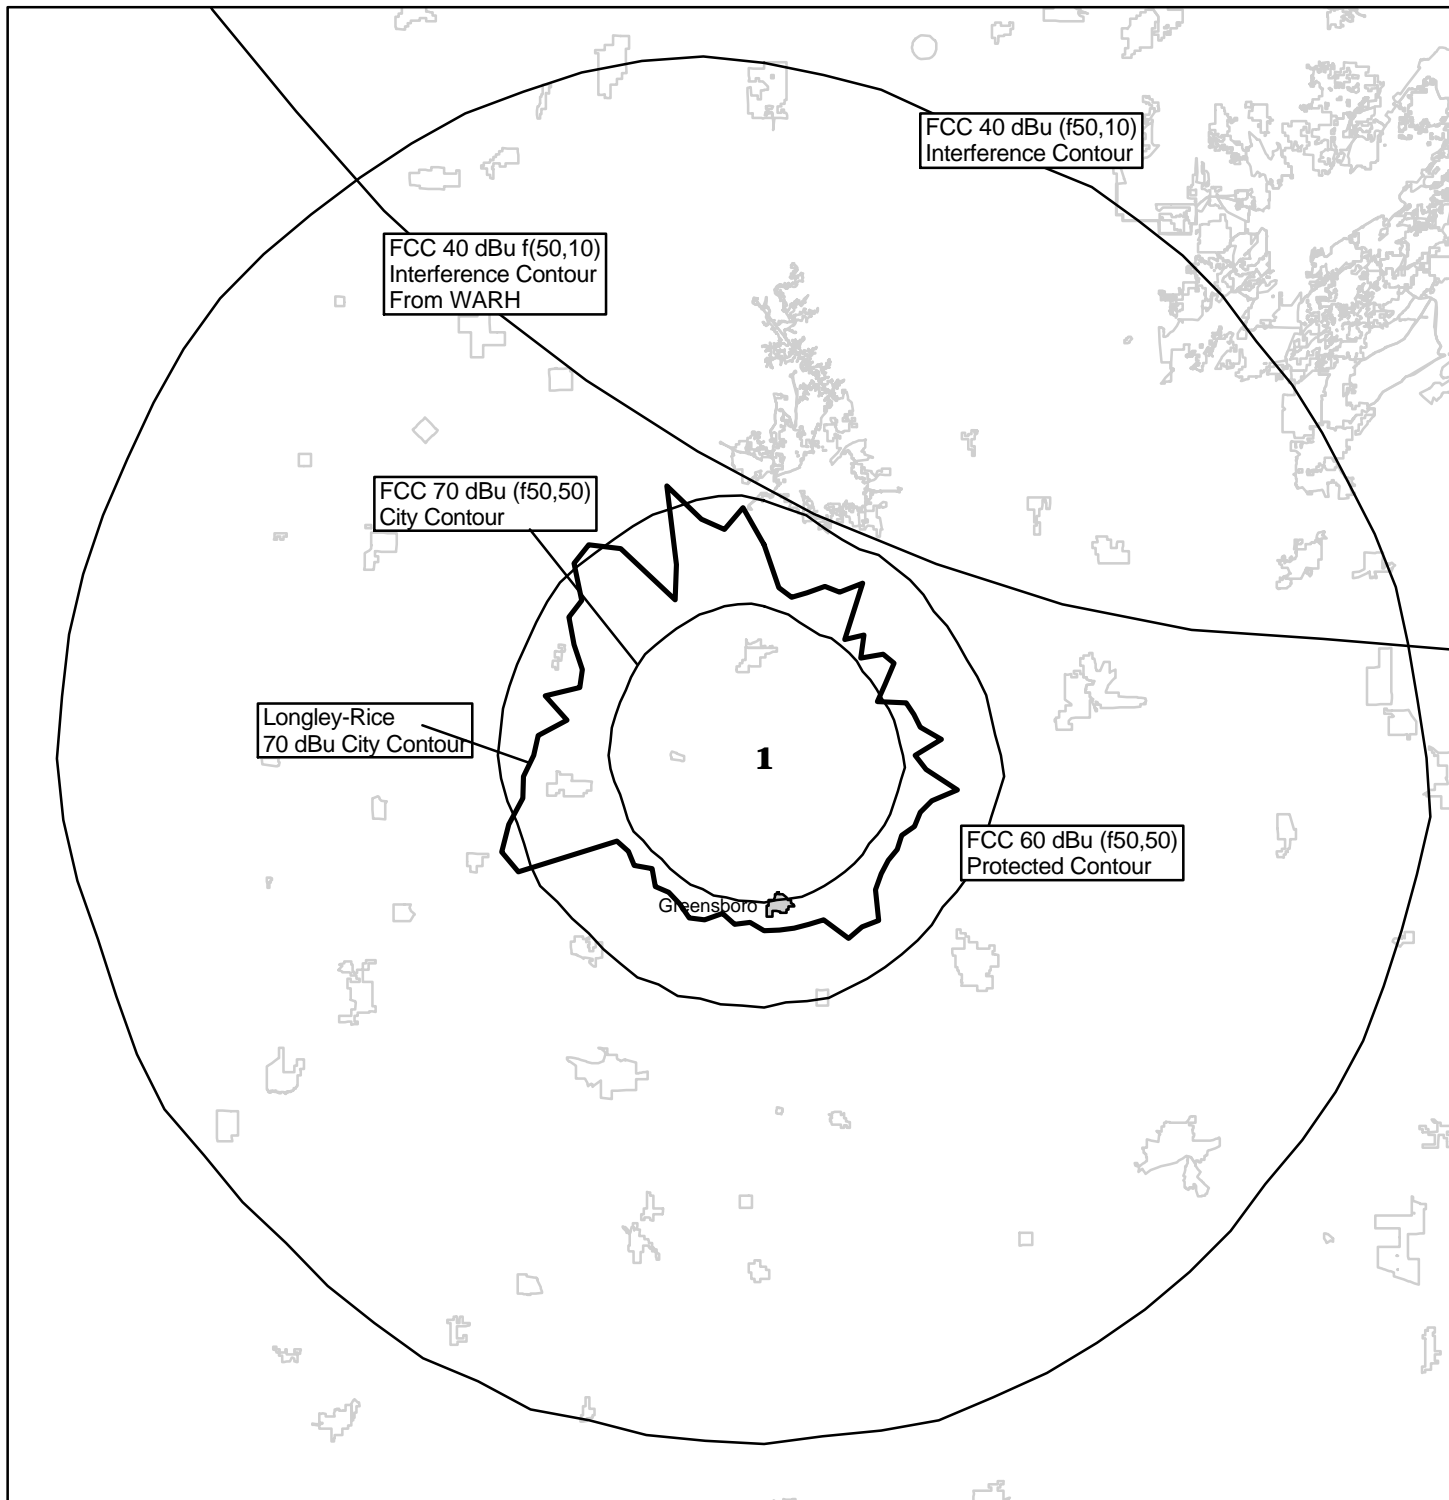 FCC 40 dBu (f50,10)
Interference Contour
FCC 40 dBu f(50,10)
Interference Contour
From WARH
FCC 70 dBu (f50,50)
City Contour
Longley-Rice
70 dBu City Contour
1
FCC 60 dBu (f50,50)
Protected Contour
Greensboro